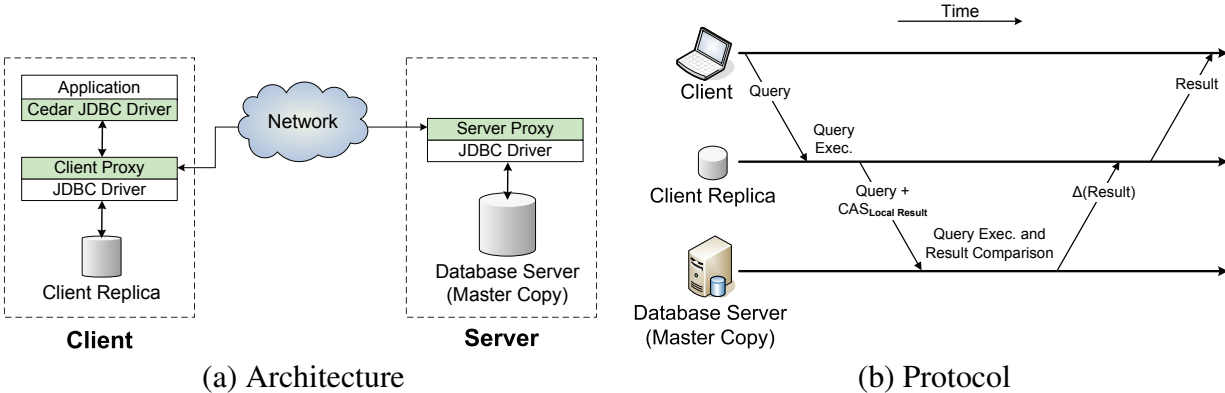 Application
Cedar JDBC Driver
Client Proxy
JDBC Driver
Client Replica
Client
Network
Server Proxy
JDBC Driver
Database Server
(Master Copy)
Server
(a) Architecture
Time
Client
Query
Result
Query
Exec.
Client Replica
Query +
CASLocal Result
Δ(Result)
Query Exec. and
Result Comparison
Database Server
(Master Copy)
(b) Protocol